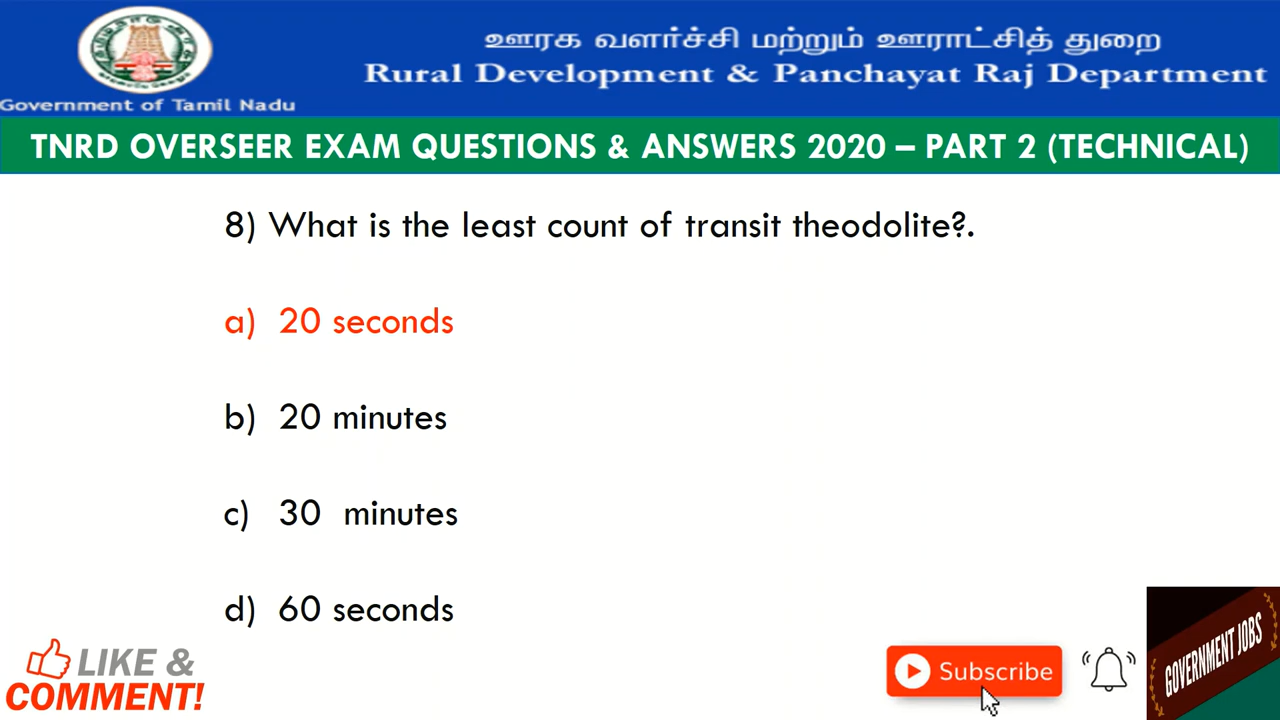 ஊரக வளர்ச்சி மற்றும் ஊராட்சித் துறை
Rural Development & Panchayat Raj Department
Government of Tamil Nadu
TNRD OVERSEER EXAM QUESTIONS & ANSWERS 2020 – PART 2 (TECHNICAL)
8) What is the least count of transit theodolite?.
a) 20 seconds
b) 20 minutes
c) 30 minutes
d) 60 seconds
LIKE &
COMMENT!
Subscribe
GOVERNMENT JOBS